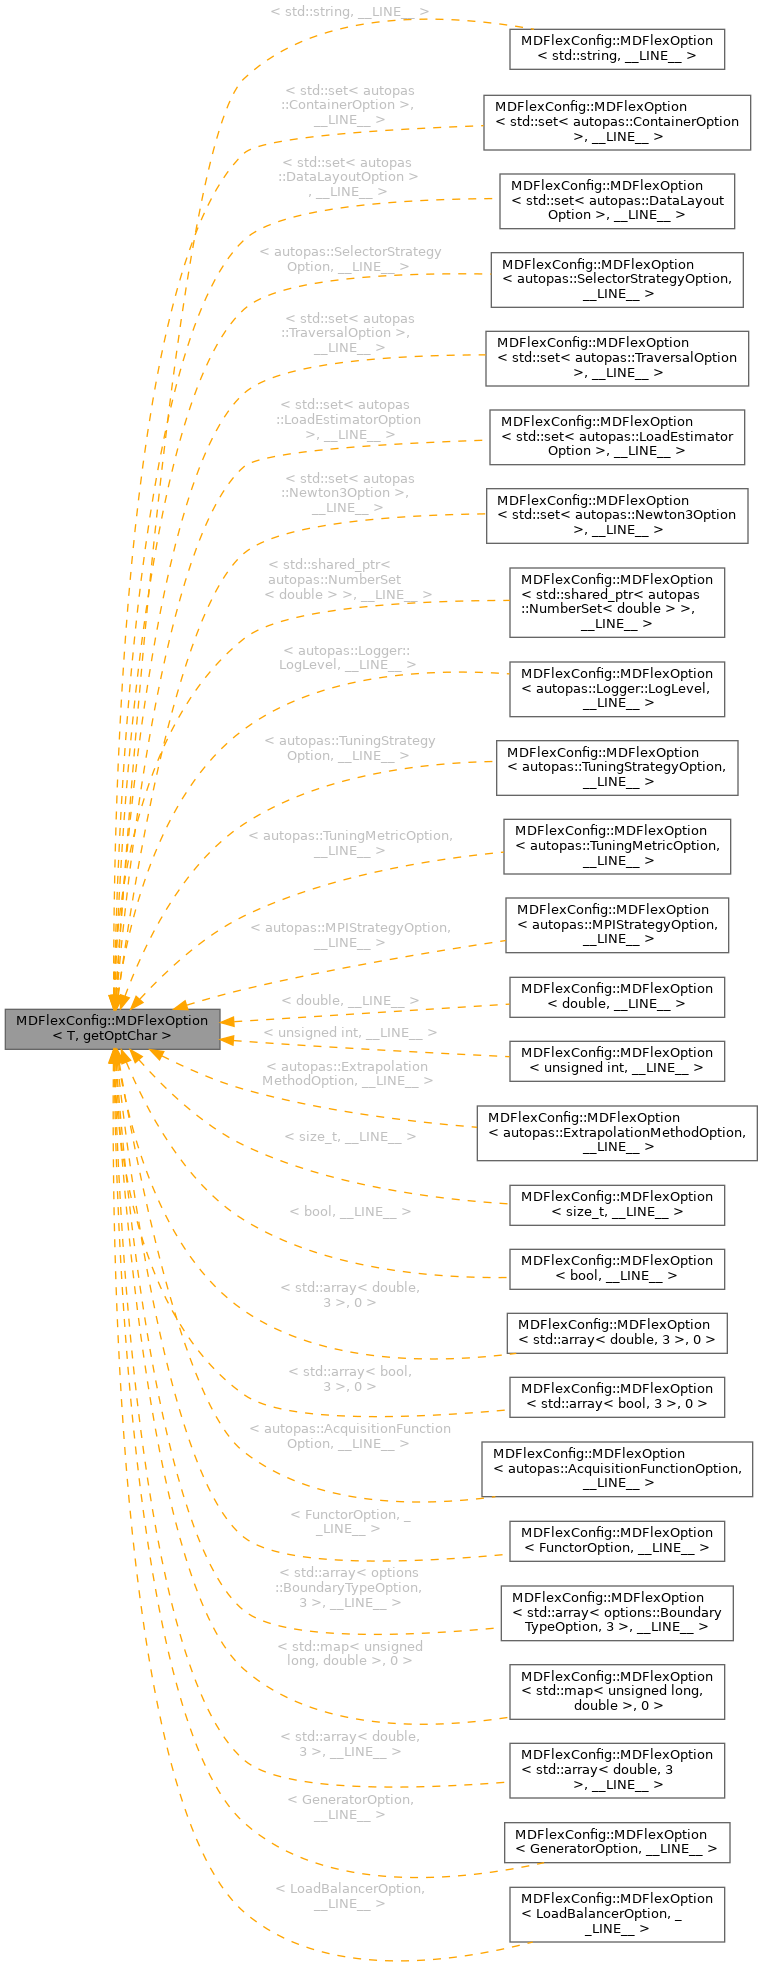 < std::string, __LINE__ >
MDFlexConfig::MDFlexOption
< std::string, __LINE__ >
< std::set< autopas
::ContainerOption >,
__LINE__ >
MDFlexConfig::MDFlexOption
< std::set< autopas::ContainerOption
>, __LINE__ >
< std::set< autopas
::DataLayoutOption >
, __LINE__ >
MDFlexConfig::MDFlexOption
< std::set< autopas::DataLayout
Option >, __LINE__ >
< autopas::SelectorStrategy
Option, __LINE__ >
MDFlexConfig::MDFlexOption
< autopas::SelectorStrategyOption,
__LINE__ >
< std::set< autopas
::TraversalOption >,
__LINE__ >
MDFlexConfig::MDFlexOption
< std::set< autopas::TraversalOption
>, __LINE__ >
< std::set< autopas
::LoadEstimatorOption
>, __LINE__ >
MDFlexConfig::MDFlexOption
< std::set< autopas::LoadEstimator
Option >, __LINE__ >
< std::set< autopas
::Newton3Option >,
__LINE__ >
MDFlexConfig::MDFlexOption
< std::set< autopas::Newton3Option
>, __LINE__ >
< std::shared_ptr<
autopas::NumberSet
< double > >, __LINE__ >
MDFlexConfig::MDFlexOption
< std::shared_ptr< autopas
::NumberSet< double > >,
__LINE__ >
< autopas::Logger::
LogLevel, __LINE__ >
MDFlexConfig::MDFlexOption
< autopas::Logger::LogLevel,
__LINE__ >
< autopas::TuningStrategy
Option, __LINE__ >
MDFlexConfig::MDFlexOption
< autopas::TuningStrategyOption,
__LINE__ >
< autopas::TuningMetricOption,
__LINE__ >
MDFlexConfig::MDFlexOption
< autopas::TuningMetricOption,
__LINE__ >
< autopas::MPIStrategyOption,
__LINE__ >
MDFlexConfig::MDFlexOption
< autopas::MPIStrategyOption,
__LINE__ >
< double, __LINE__ >
MDFlexConfig::MDFlexOption
< double, __LINE__ >
MDFlexConfig::MDFlexOption
< T, getOptChar >
< unsigned int, __LINE__ >
MDFlexConfig::MDFlexOption
< unsigned int, __LINE__ >
< autopas::Extrapolation
MethodOption, __LINE__ >
MDFlexConfig::MDFlexOption
< autopas::ExtrapolationMethodOption,
__LINE__ >
< size_t, __LINE__ >
MDFlexConfig::MDFlexOption
< size_t, __LINE__ >
< bool, __LINE__ >
MDFlexConfig::MDFlexOption
< bool, __LINE__ >
< std::array< double,
3 >, 0 >
MDFlexConfig::MDFlexOption
< std::array< double, 3 >, 0 >
< std::array< bool,
3 >, 0 >
MDFlexConfig::MDFlexOption
< std::array< bool, 3 >, 0 >
< autopas::AcquisitionFunction
Option, __LINE__ >
MDFlexConfig::MDFlexOption
< autopas::AcquisitionFunctionOption,
__LINE__ >
< FunctorOption, _
_LINE__ >
MDFlexConfig::MDFlexOption
< FunctorOption, __LINE__ >
< std::array< options
::BoundaryTypeOption,
3 >, __LINE__ >
MDFlexConfig::MDFlexOption
< std::array< options::Boundary
TypeOption, 3 >, __LINE__ >
< std::map< unsigned
long, double >, 0 >
MDFlexConfig::MDFlexOption
< std::map< unsigned long,
double >, 0 >
< std::array< double,
3 >, __LINE__ >
MDFlexConfig::MDFlexOption
< std::array< double, 3
>, __LINE__ >
< GeneratorOption,
__LINE__ >
MDFlexConfig::MDFlexOption
< GeneratorOption, __LINE__ >
< LoadBalancerOption,
__LINE__ >
MDFlexConfig::MDFlexOption
< LoadBalancerOption, _
_LINE__ >